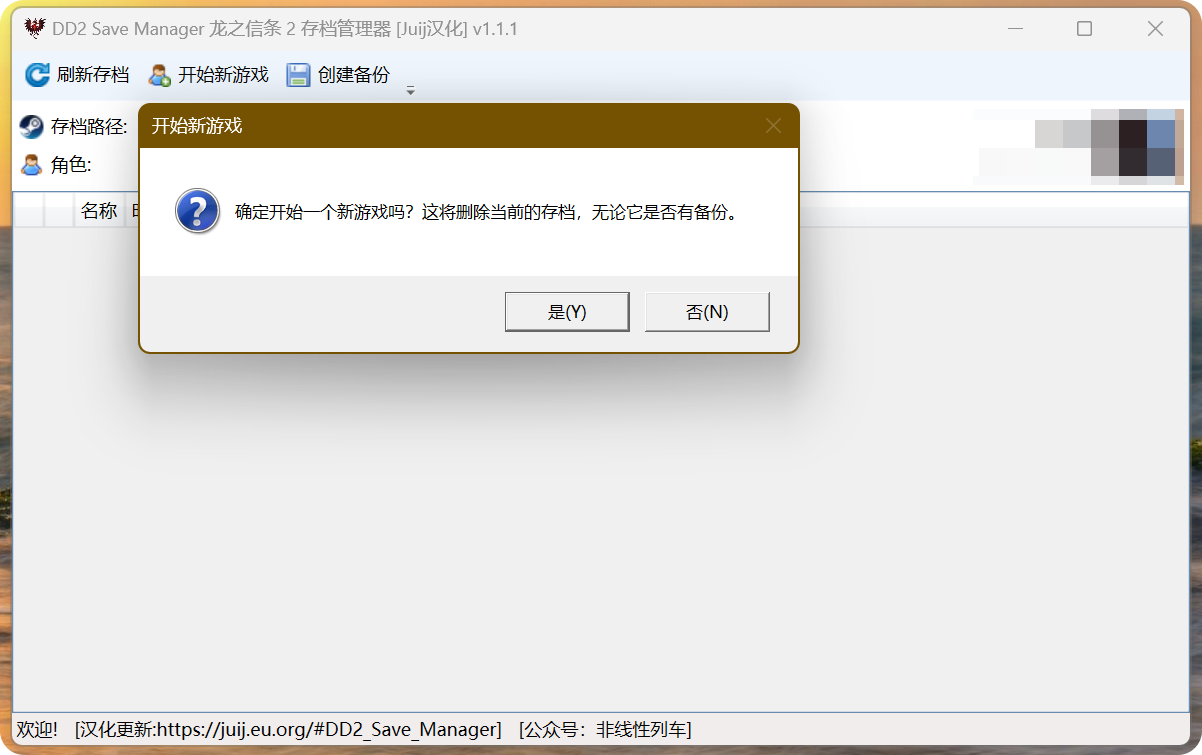 DD2 Save Manager 龙之信条 2 存档管理器 [Juij汉化] v1.1.1
刷新存档 开始新游戏 创建备份
存档路径:
角色:
名称
开始新游戏
确定开始一个新游戏吗？这将删除当前的存档，无论它是否有备份。
是(Y) 否(N)
欢迎! [汉化更新:https://juij.eu.org/#DD2_Save_Manager] [公众号：非线性列车]